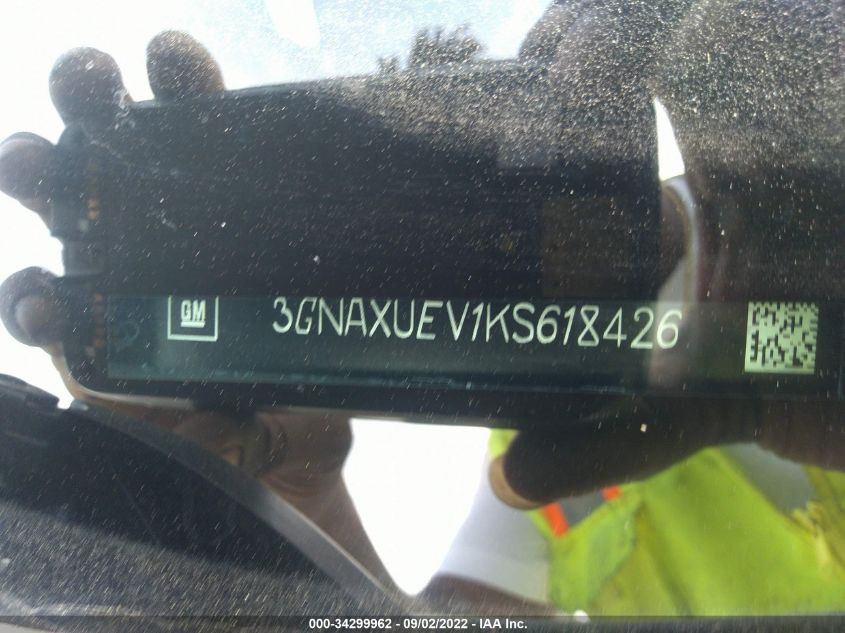 GM
3GNAXUEV1KS618426
000-34299962 - 09/02/2022 - IAA Inc.